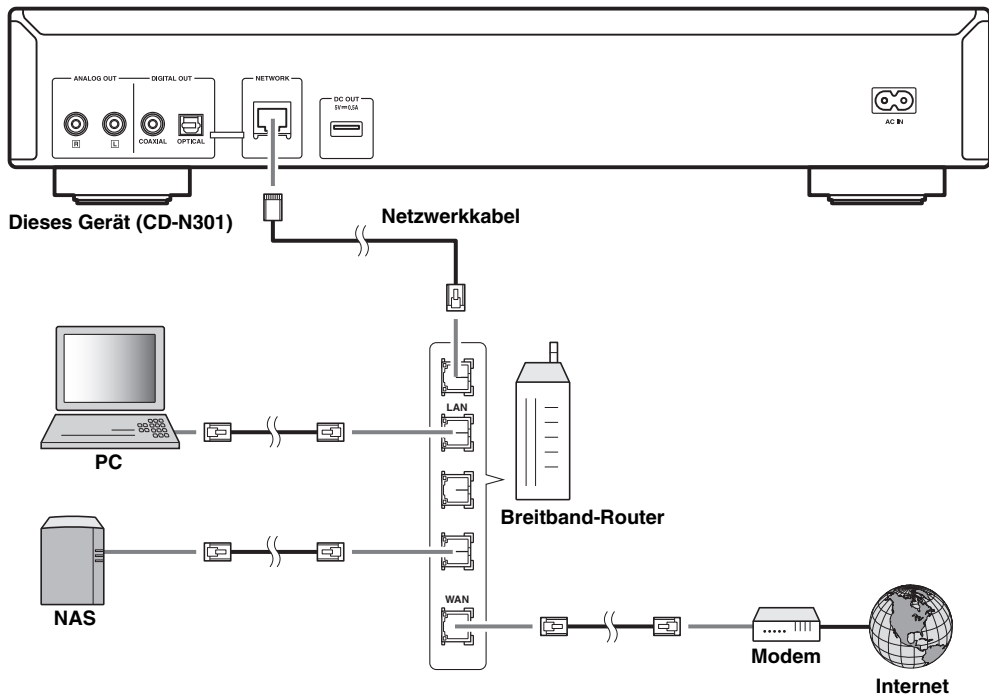 ANALOG OUT
DIGITAL OUT
NETWORK
DC OUT
5V⎓0.5A
R
L
COAXIAL
OPTICAL
AC IN
Dieses Gerät (CD-N301)
Netzwerkkabel
LAN
PC
Breitband-Router
NAS
WAN
Modem
Internet